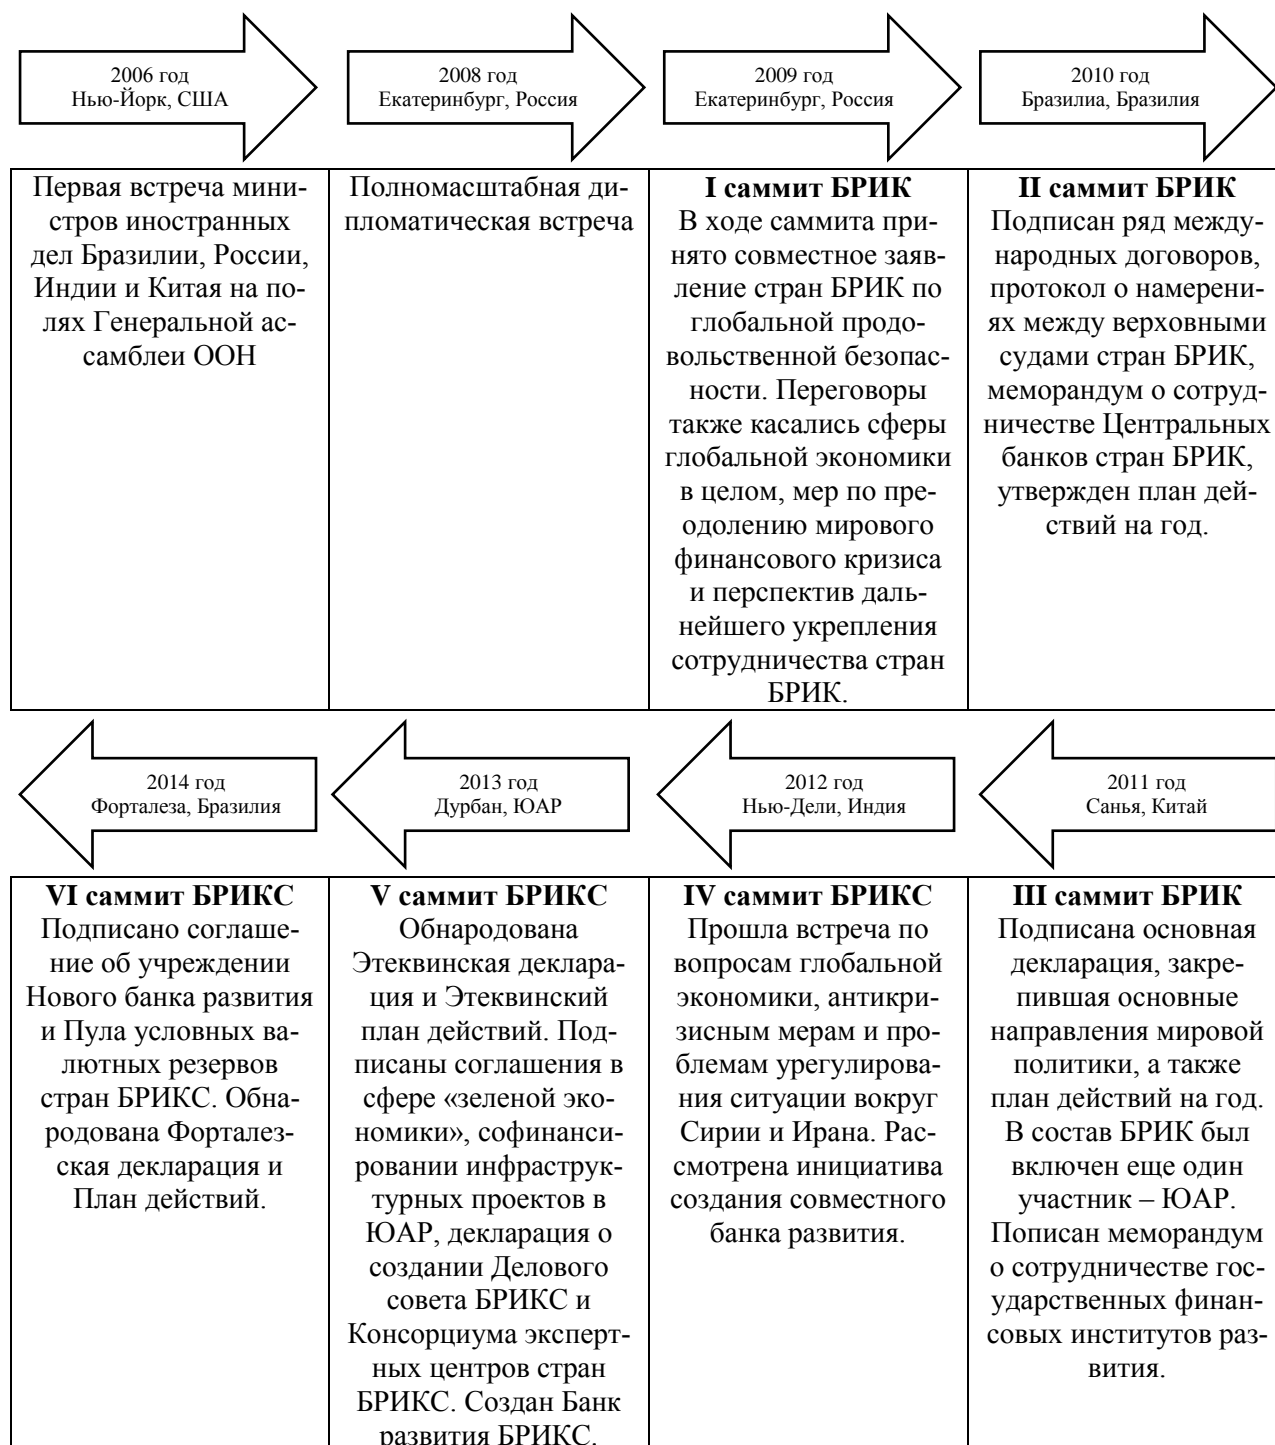 2006 год
Нью-Йорк, США
2008 год
Екатеринбург, Россия
2009 год
Екатеринбург, Россия
2010 год
Бразилиа, Бразилия
Первая встреча мини-
стров иностранных
дел Бразилии, России,
Индии и Китая на по-
лях Генеральной ас-
самблеи ООН
Полномасштабная ди-
пломатическая встреча
I саммит БРИК
В ходе саммита при-
нято совместное заяв-
ление стран БРИК по
глобальной продо-
вольственной безопас-
ности. Переговоры
также касались сферы
глобальной экономики
в целом, мер по пре-
одолению мирового
финансового кризиса
и перспектив даль-
нейшего укрепления
сотрудничества стран
БРИК.
II саммит БРИК
Подписан ряд между-
народных договоров,
протокол о намерени-
ях между верховными
судами стран БРИК,
меморандум о сотруд-
ничестве Центральных
банков стран БРИК,
утвержден план дей-
ствий на год.
2014 год
Форталеза, Бразилия
2013 год
Дурбан, ЮАР
2012 год
Нью-Дели, Индия
2011 год
Санья, Китай
VI саммит БРИКС
Подписано соглаше-
ние об учреждении
Нового банка развития
и Пула условных ва-
лютных резервов
стран БРИКС. Обна-
родована Форталез-
ская декларация и
План действий.
V саммит БРИКС
Обнародована
Этеквинская деклара-
ция и Этеквинский
план действий. Под-
писаны соглашения в
сфере «зеленой эко-
номики», софинанси-
ровании инфраструк-
турных проектов в
ЮАР, декларация о
создании Делового
совета БРИКС и
Консорциума эксперт-
ных центров стран
БРИКС. Создан Банк
развития БРИКС.
IV саммит БРИКС
Прошла встреча по
вопросам глобальной
экономики, антикри-
зисным мерам и про-
блемам урегулирова-
ния ситуации вокруг
Сирии и Ирана. Рас-
смотрена инициатива
создания совместного
банка развития.
III саммит БРИК
Подписана основная
декларация, закре-
пившая основные
направления мировой
политики, а также
план действий на год.
В состав БРИК был
включен еще один
участник – ЮАР.
Пописан меморандум
о сотрудничестве гос-
ударственных финан-
совых институтов раз-
вития.